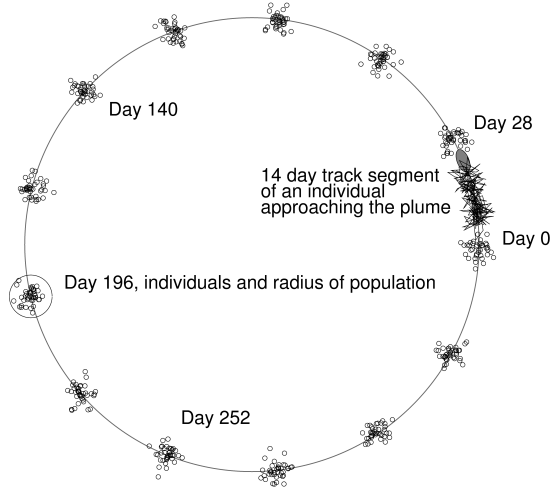 Day 140
Day 28
14 day track segment
of an individual
approaching the plume
Day 0
Day 196, individuals and radius of population
Day 252